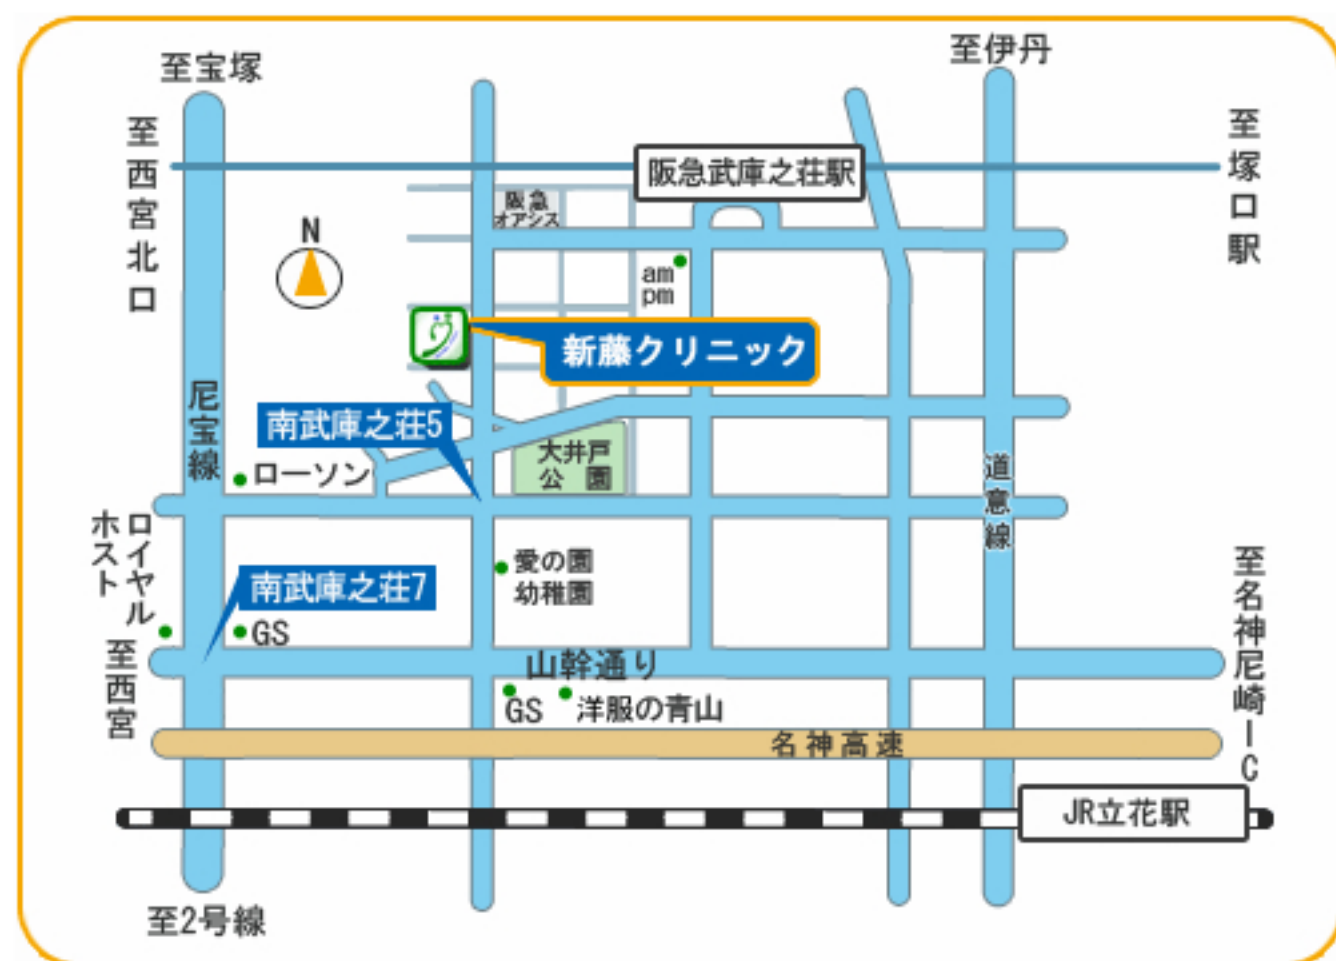 至宝塚
至伊丹
至西宮北口
至塚口駅
阪急武庫之荘駅
阪急
オアシス
N
am
pm
新藤クリニック
尼宝線
南武庫之荘5
大井戸
公園
ローソン
道意線
ロイヤル
ホスト
愛の園
幼稚園
南武庫之荘7
GS
至西宮
山幹通り
至名神尼崎IC
GS
洋服の青山
名神高速
JR立花駅
至2号線